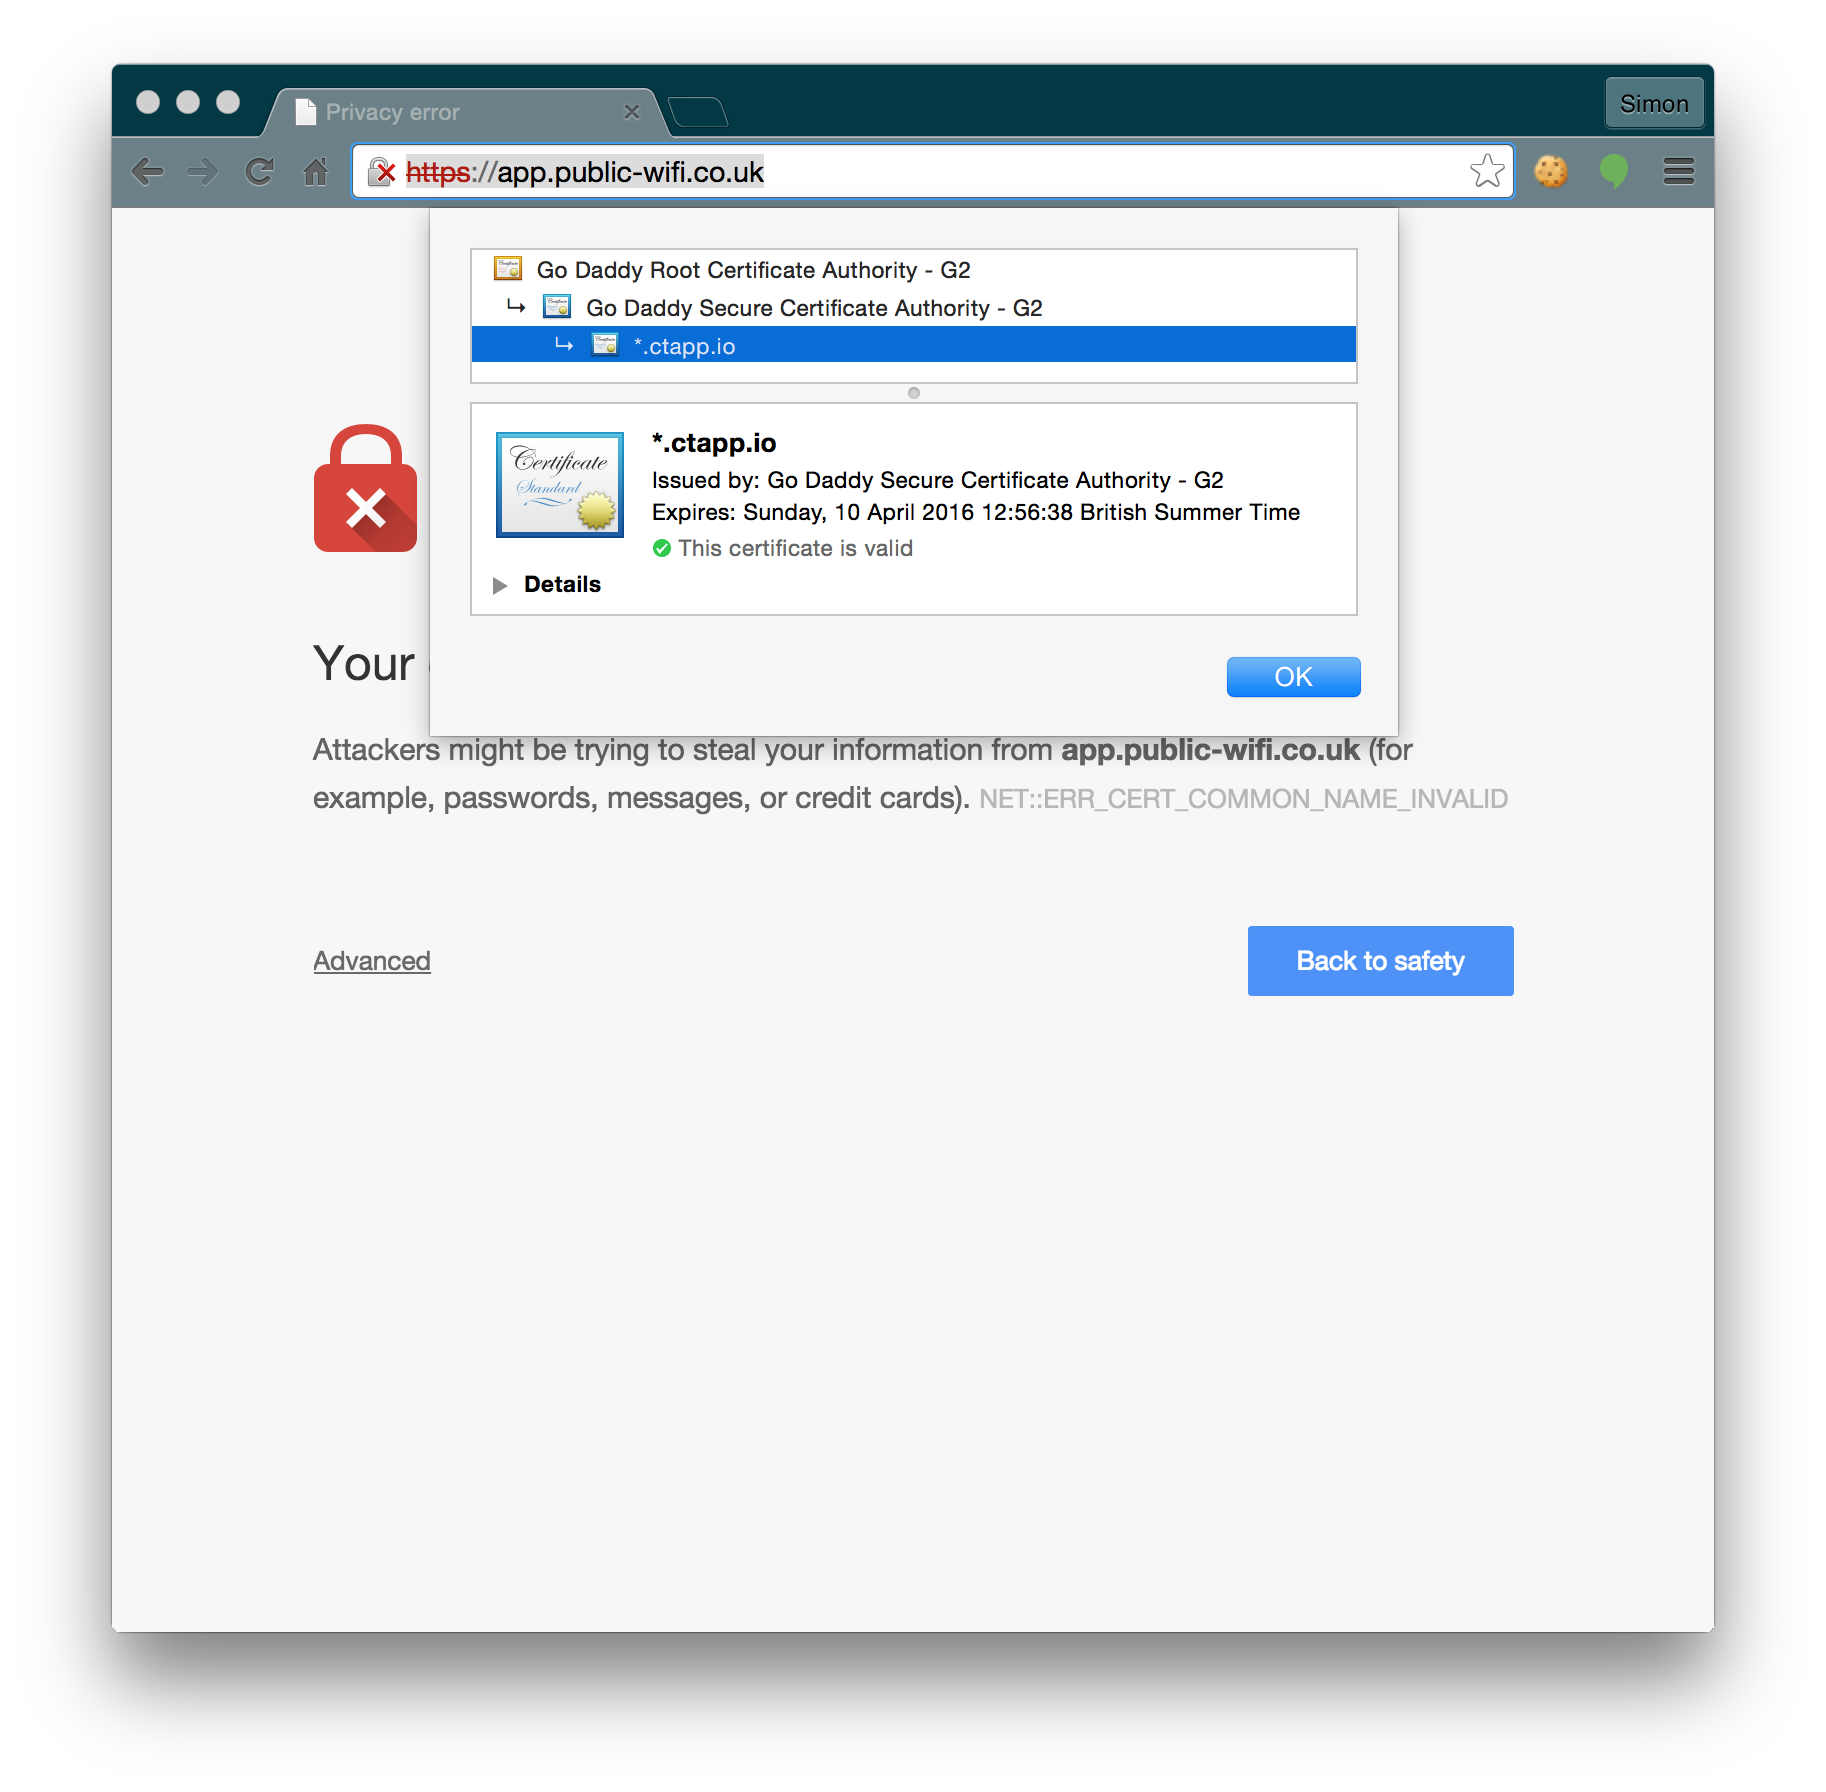 Privacy error
Simon
https://app.public-wifi.co.uk
Go Daddy Root Certificate Authority - G2
Go Daddy Secure Certificate Authority - G2
*.ctapp.io
Certificate
Standard
*.ctapp.io
Issued by: Go Daddy Secure Certificate Authority - G2
Expires: Sunday, 10 April 2016 12:56:38 British Summer Time
This certificate is valid
Details
OK
Your
Attackers might be trying to steal your information from app.public-wifi.co.uk (for
example, passwords, messages, or credit cards). NET::ERR_CERT_COMMON_NAME_INVALID
Advanced
Back to safety